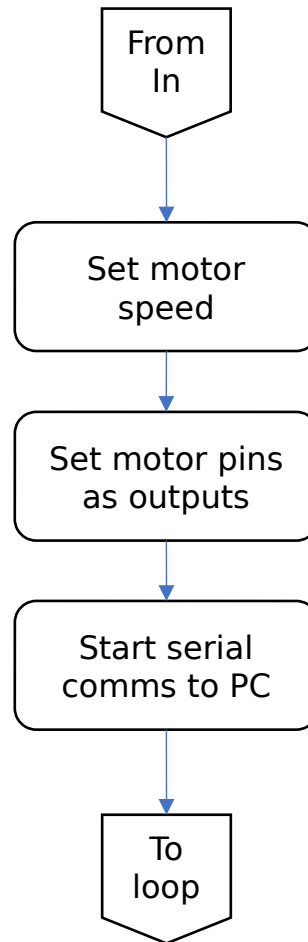 From
In
Set motor
speed
Set motor pins
as outputs
Start serial
comms to PC
To
loop